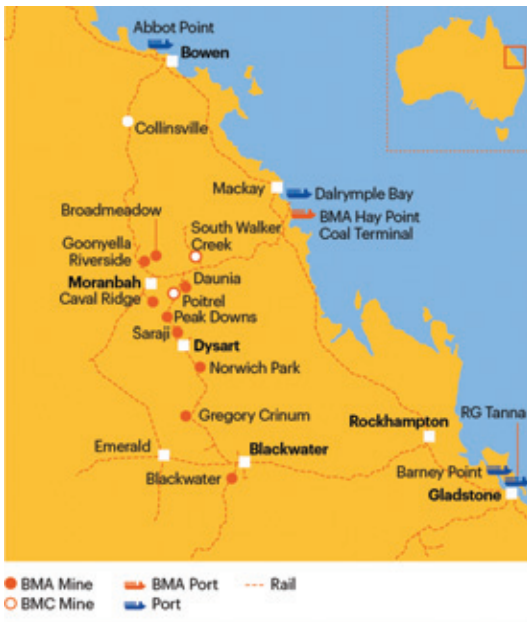 Abbot Point
Bowen
Collinsville
Mackay
Dalrymple Bay
BMA Hay Point
Coal Terminal
Broadmeadow
South Walker
Creek
Goonyella
Riverside
Moranbah
Daunia
Caval Ridge
Poitrel
Peak Downs
Saraji
Dysart
Norwich Park
Gregory Crinum
RG Tanna
Rockhampton
Emerald
Blackwater
Barney Point
Blackwater
Gladstone
BMA Mine
BMA Port
Rail
BMC Mine
Port